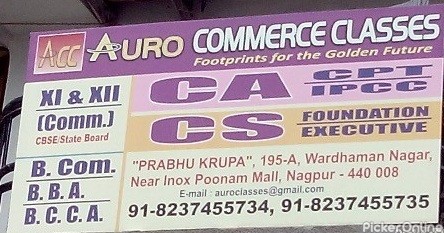 ACC AURO COMMERCE CLASSES
Footprints for the Golden Future
XI & XII
(Comm.)
CBSE/State Board
CA CPT
IPCC
CS FOUNDATION
EXECUTIVE
B. Com.
B. B. A.
B. C. C. A.
"PRABHU KRUPA", 195-A, Wardhaman Nagar,
Near Inox Poonam Mall, Nagpur - 440 008
E-mail : auroclasses@gmail.com
91-8237455734, 91-8237455735
PickerOnline